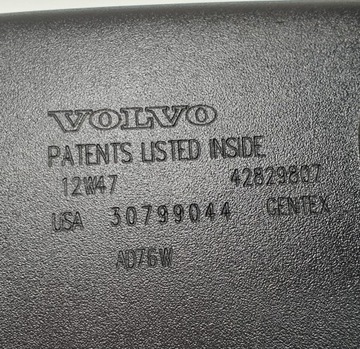 VOLVO
PATENTS LISTED INSIDE
12W47 42829807
USA 30799044 GENTEX
AD76W